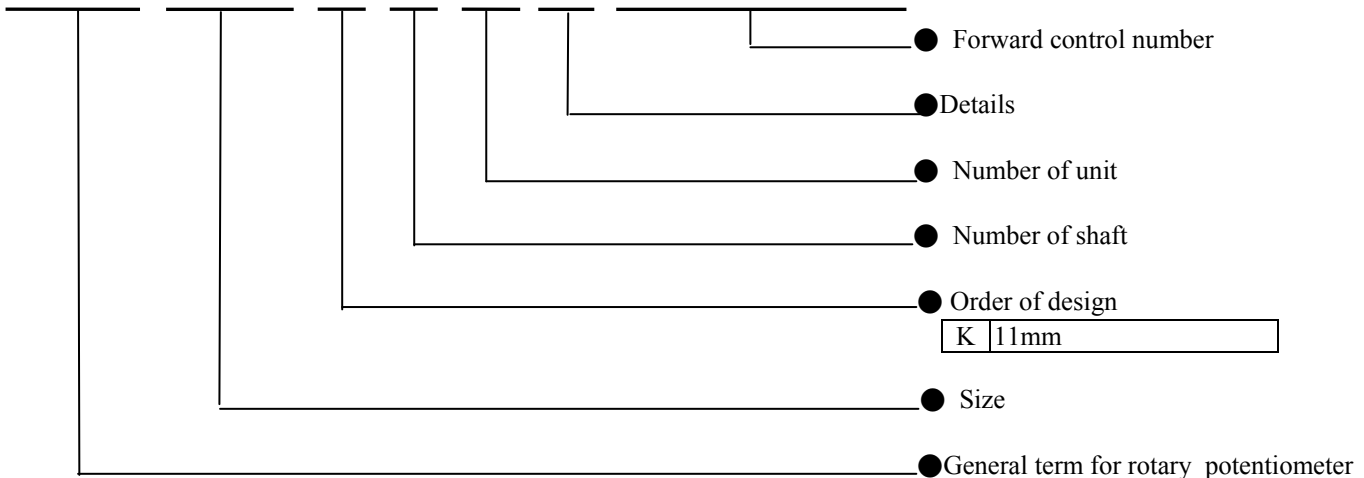 ● Forward control number
●Details
● Number of unit
● Number of shaft
● Order of design
K 11mm
● Size
●General term for rotary potentiometer